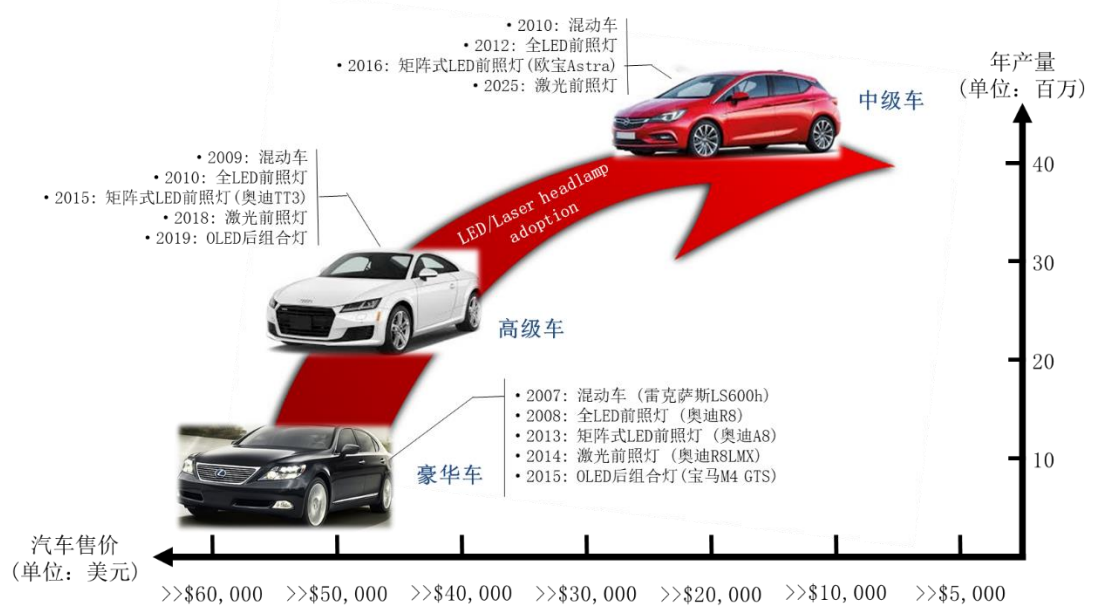 • 2010: 混动车
• 2012: 全LED前照灯
• 2016: 矩阵式LED前照灯(欧宝Astra)
• 2025: 激光前照灯
中级车
年产量
(单位: 百万)
• 2009: 混动车
• 2010: 全LED前照灯
• 2015: 矩阵式LED前照灯(奥迪TT3)
• 2018: 激光前照灯
• 2019: OLED后组合灯
LED/Laser headlamp
adoption
高级车
40
30
20
10
• 2007: 混动车 (雷克萨斯LS600h)
• 2008: 全LED前照灯 (奥迪R8)
• 2013: 矩阵式LED前照灯 (奥迪A8)
• 2014: 激光前照灯 (奥迪R8LMX)
• 2015: OLED后组合灯(宝马M4 GTS)
豪华车
汽车售价
(单位: 美元)
>>$60,000 >>$50,000 >>$40,000 >>$30,000 >>$20,000 >>$10,000 >>$5,000